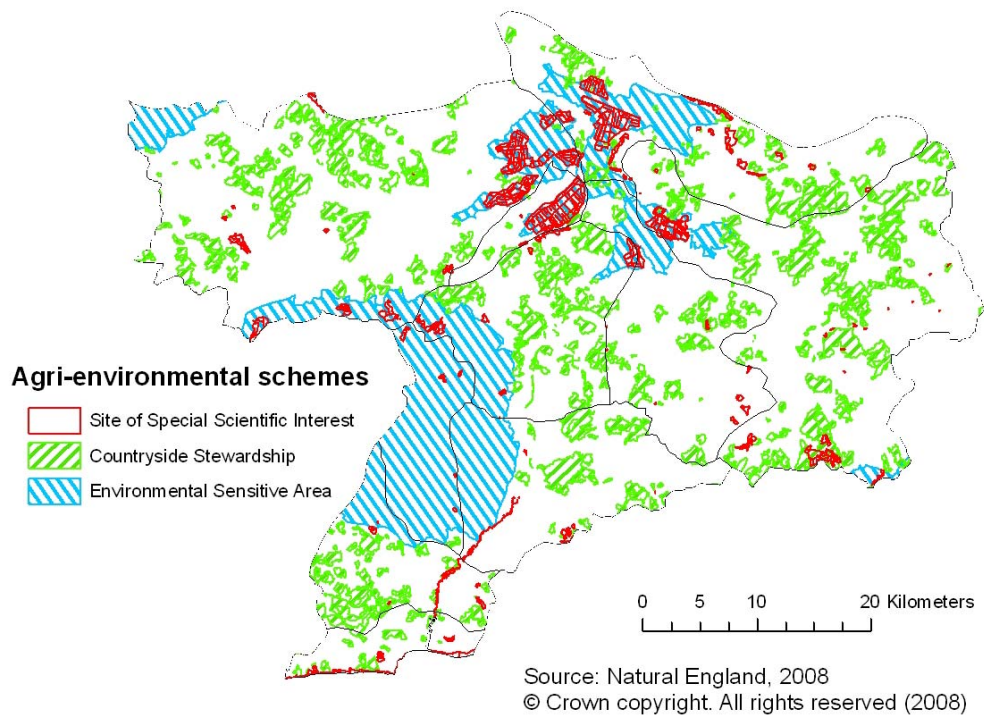 Agri-environmental schemes
Site of Special Scientific Interest
Countryside Stewardship
Environmental Sensitive Area
0 5 10 20 Kilometers
Source: Natural England, 2008
© Crown copyright. All rights reserved (2008)